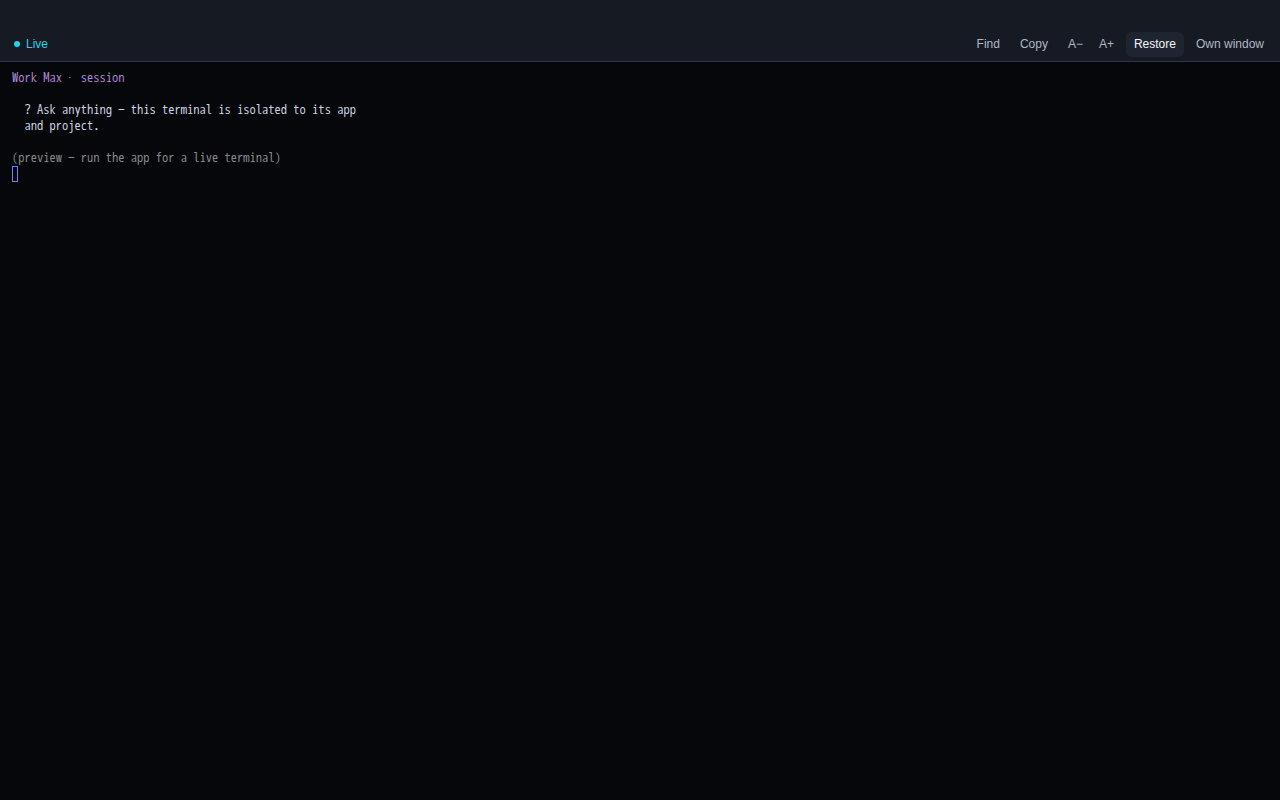 Live
Find Copy A− A+ Restore Own window
Work Max · session
? Ask anything — this terminal is isolated to its app
and project.
(preview — run the app for a live terminal)